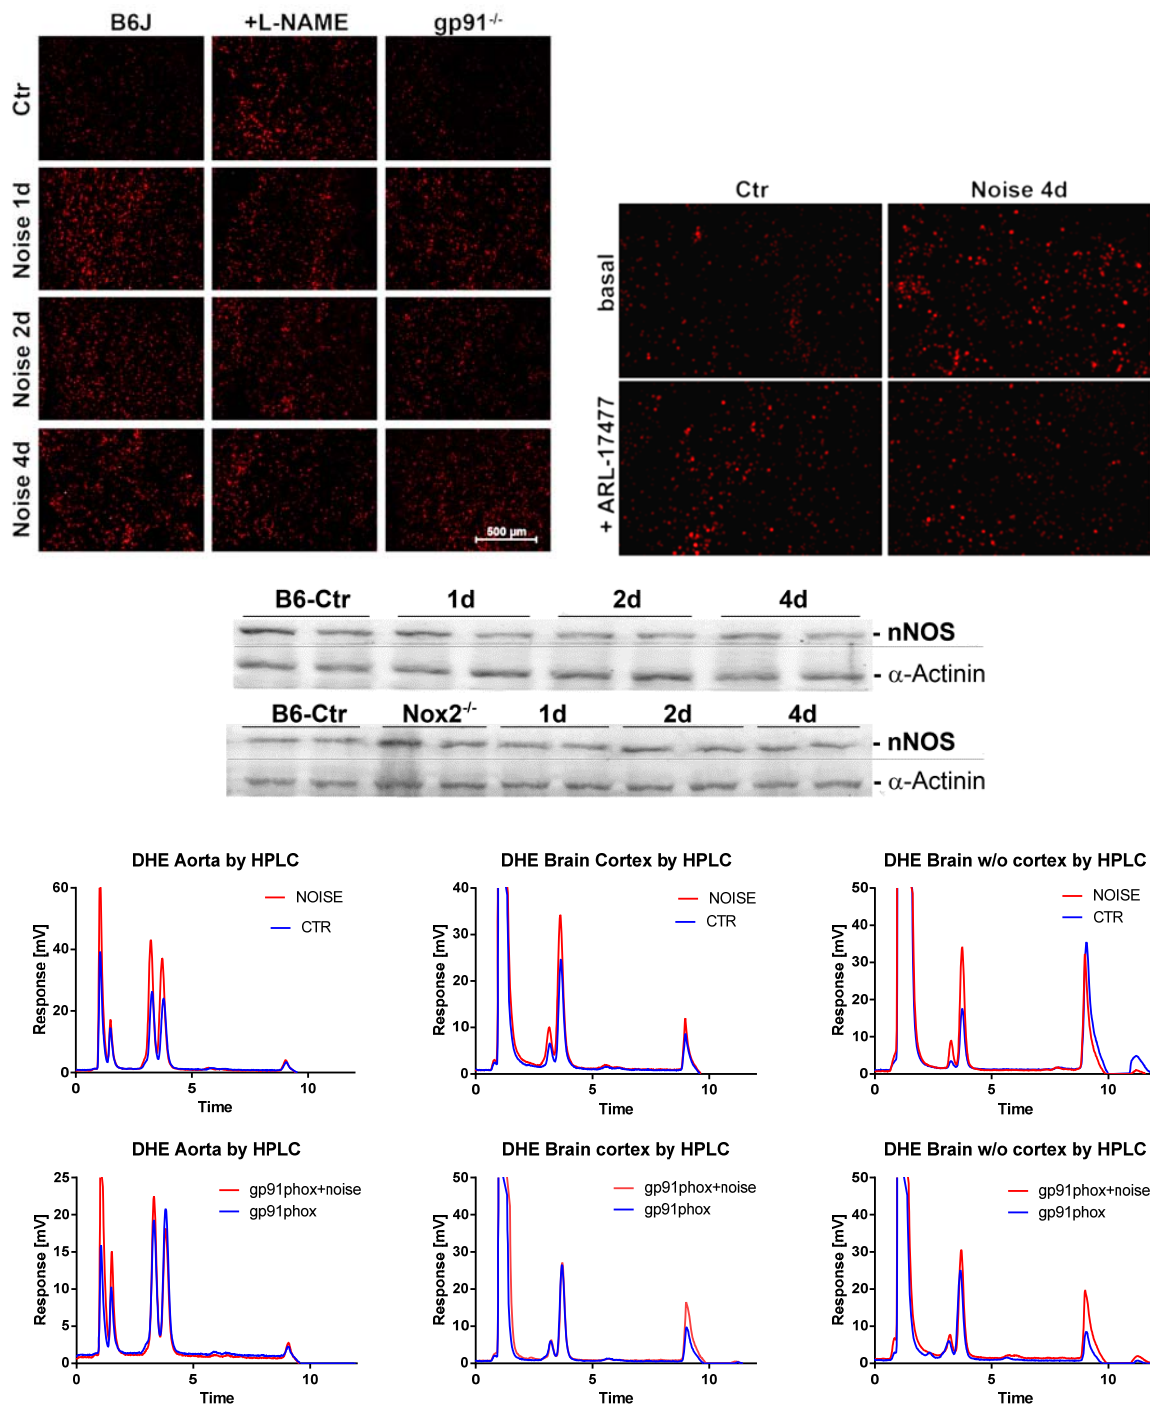 B6J +L-NAME gp91-/-
Ctr
Noise 1d
Noise 2d
Noise 4d
500 µm
Ctr Noise 4d
basal
+ ARL-17477
B6-Ctr 1d 2d 4d
- nNOS
- α-Actinin
B6-Ctr Nox2-/- 1d 2d 4d
- nNOS
- α-Actinin
DHE Aorta by HPLC
Response [mV]
60
40
20
0
NOISE
CTR
0 5 10
Time
DHE Brain Cortex by HPLC
Response [mV]
40
30
20
10
0
NOISE
CTR
0 5 10
Time
DHE Brain w/o cortex by HPLC
Response [mV]
50
40
30
20
10
0
NOISE
CTR
0 5 10
Time
DHE Aorta by HPLC
Response [mV]
25
20
15
10
5
0
gp91phox+noise
gp91phox
0 5 10
Time
DHE Brain cortex by HPLC
Response [mV]
50
40
30
20
10
0
gp91phox+noise
gp91phox
0 5 10
Time
DHE Brain w/o cortex by HPLC
Response [mV]
50
40
30
20
10
0
gp91phox+noise
gp91phox
0 5 10
Time